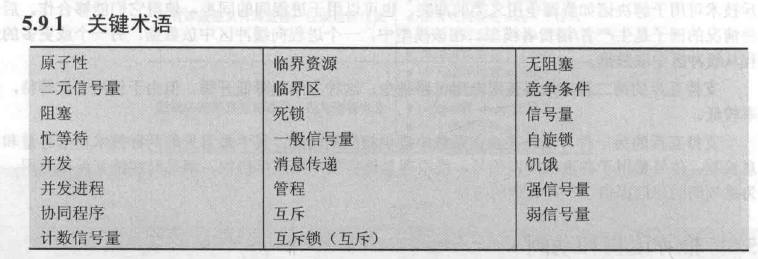 5.9.1 关键术语
原子性 临界资源 无阻塞
二元信号量 临界区 竞争条件
阻塞 死锁 信号量
忙等待 一般信号量 自旋锁
并发 消息传递 饥饿
并发进程 管程 强信号量
协同程序 互斥 弱信号量
计数信号量 互斥锁（互斥）